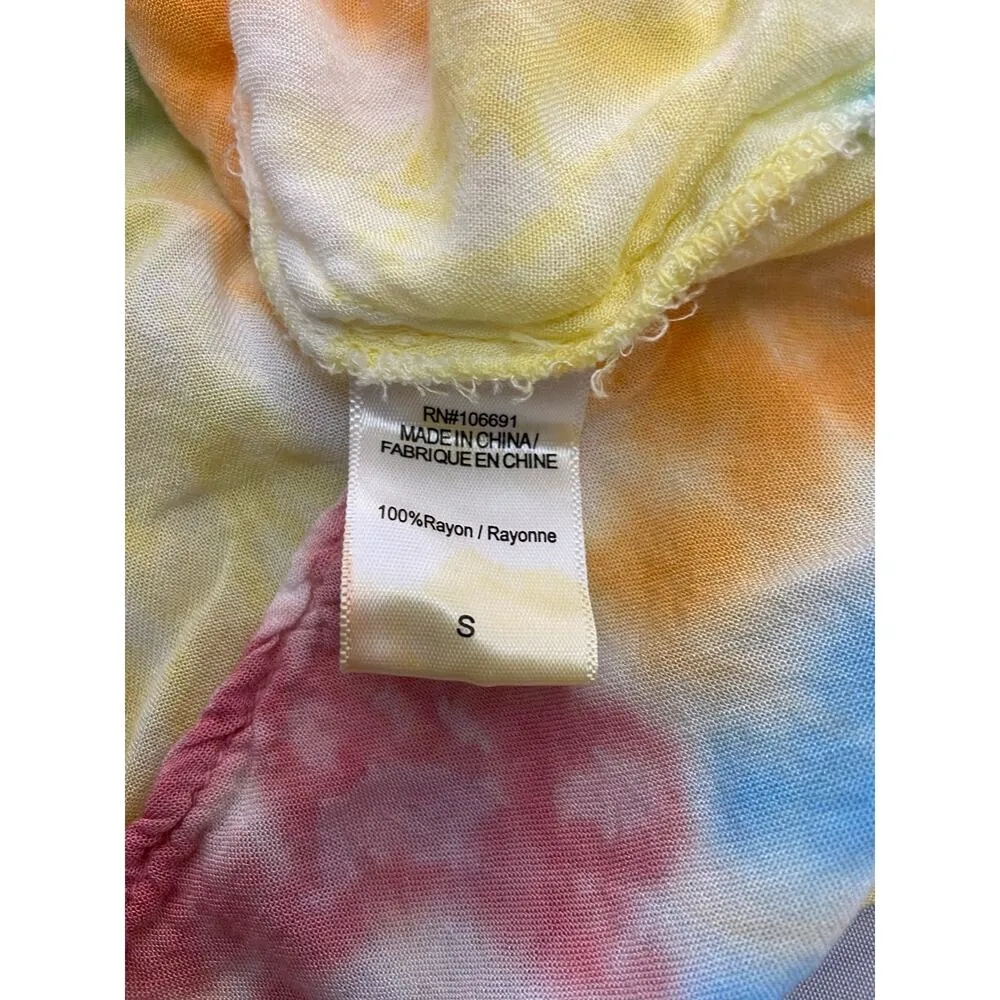 RN#106691
MADE IN CHINA/
FABRIQUE EN CHINE
100%Rayon / Rayonne
S